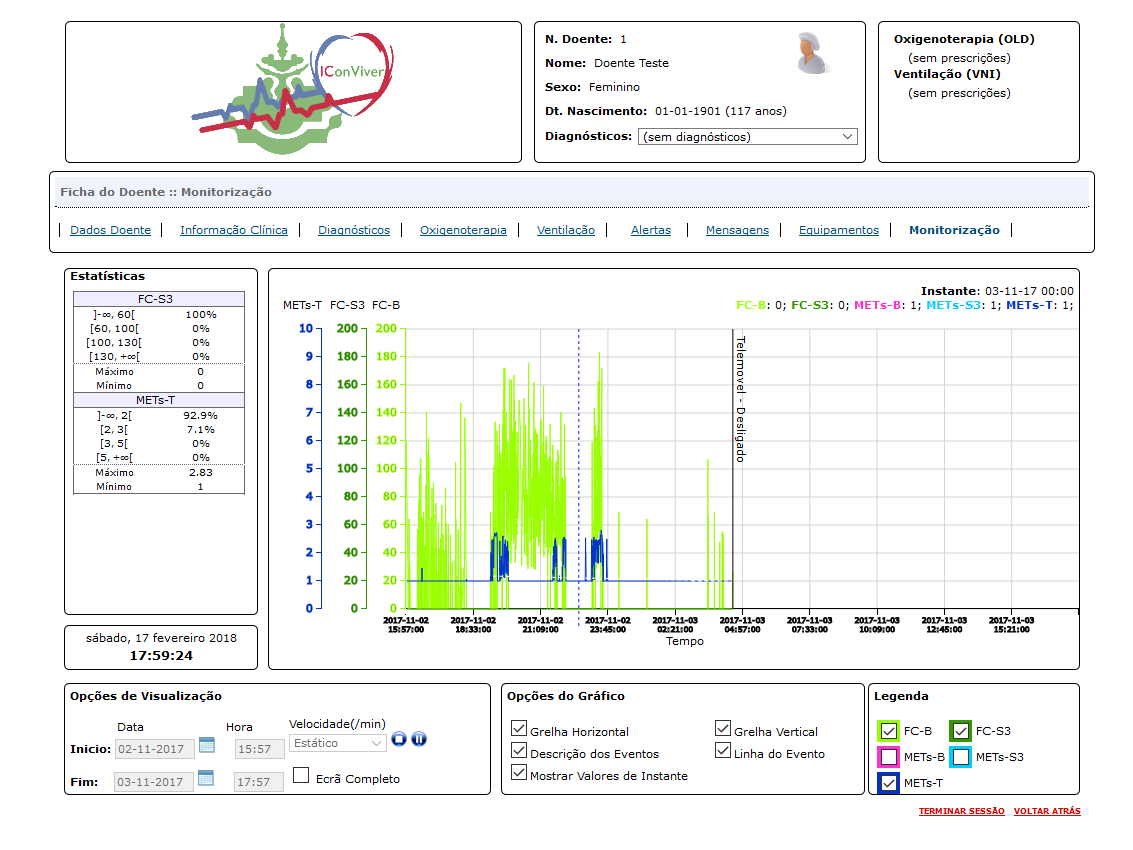 IConViver
N. Doente: 1
Nome: Doente Teste
Sexo: Feminino
Dt. Nascimento: 01-01-1901 (117 anos)
Diagnósticos: (sem diagnósticos)
Oxigenoterapia (OLD)
(sem prescrições)
Ventilação (VNI)
(sem prescrições)
Ficha do Doente :: Monitorização
Dados Doente | Informação Clínica | Diagnósticos | Oxigenoterapia | Ventilação | Alertas | Mensagens | Equipamentos | Monitorização |
Estatísticas
FC-S3
]-∞, 60[ 100%
[60, 100[ 0%
[100, 130[ 0%
[130, +∞[ 0%
Máximo 0
Mínimo 0
METs-T
]-∞, 2[ 92.9%
[2, 3[ 7.1%
[3, 5[ 0%
[5, +∞[ 0%
Máximo 2.83
Mínimo 1
sábado, 17 fevereiro 2018
17:59:24
Instante: 03-11-17 00:00
METs-T FC-S3 FC-B
FC-B: 0; FC-S3: 0; METs-B: 1; METs-S3: 1; METs-T: 1;
10 200 200
9 180 180
8 160 160
7 140 140
6 120 120
5 100 100
4 80 80
3 60 60
2 40 40
1 20 20
0 0 0
Telemovel - Desligado
2017-11-02 2017-11-02 2017-11-02 2017-11-02 2017-11-03 2017-11-03 2017-11-03 2017-11-03 2017-11-03 2017-11-03
15:57:00 18:33:00 21:09:00 23:45:00 02:21:00 04:57:00 07:33:00 10:09:00 12:45:00 15:21:00
Tempo
Opções de Visualização
Data Hora Velocidade(/min)
Inicio: 02-11-2017 15:57 Estático
Fim: 03-11-2017 17:57 Ecrã Completo
Opções do Gráfico
Grelha Horizontal Grelha Vertical
Descrição dos Eventos Linha do Evento
Mostrar Valores de Instante
Legenda
FC-B FC-S3
METs-B METs-S3
METs-T
TERMINAR SESSÃO VOLTAR ATRÁS